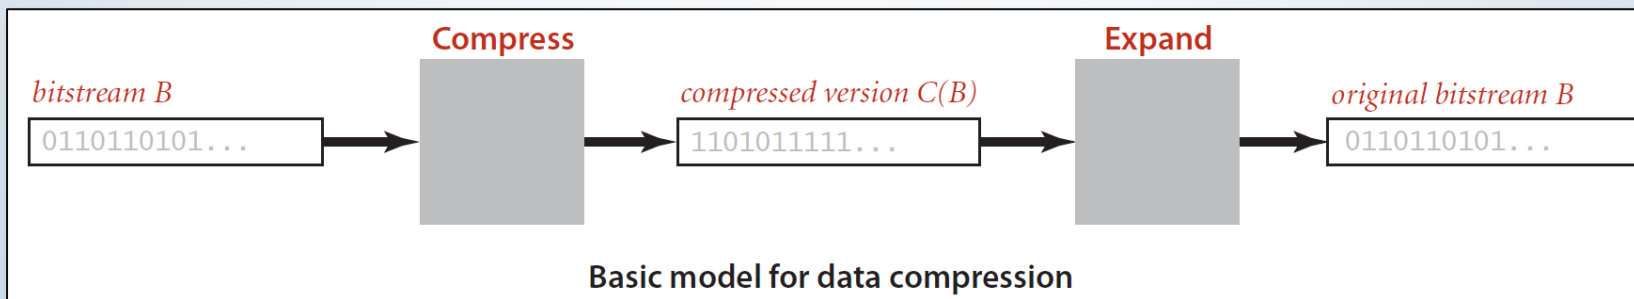 Compress
Expand
bitstream B
compressed version C(B)
original bitstream B
0110110101...
1101011111...
0110110101...
Basic model for data compression